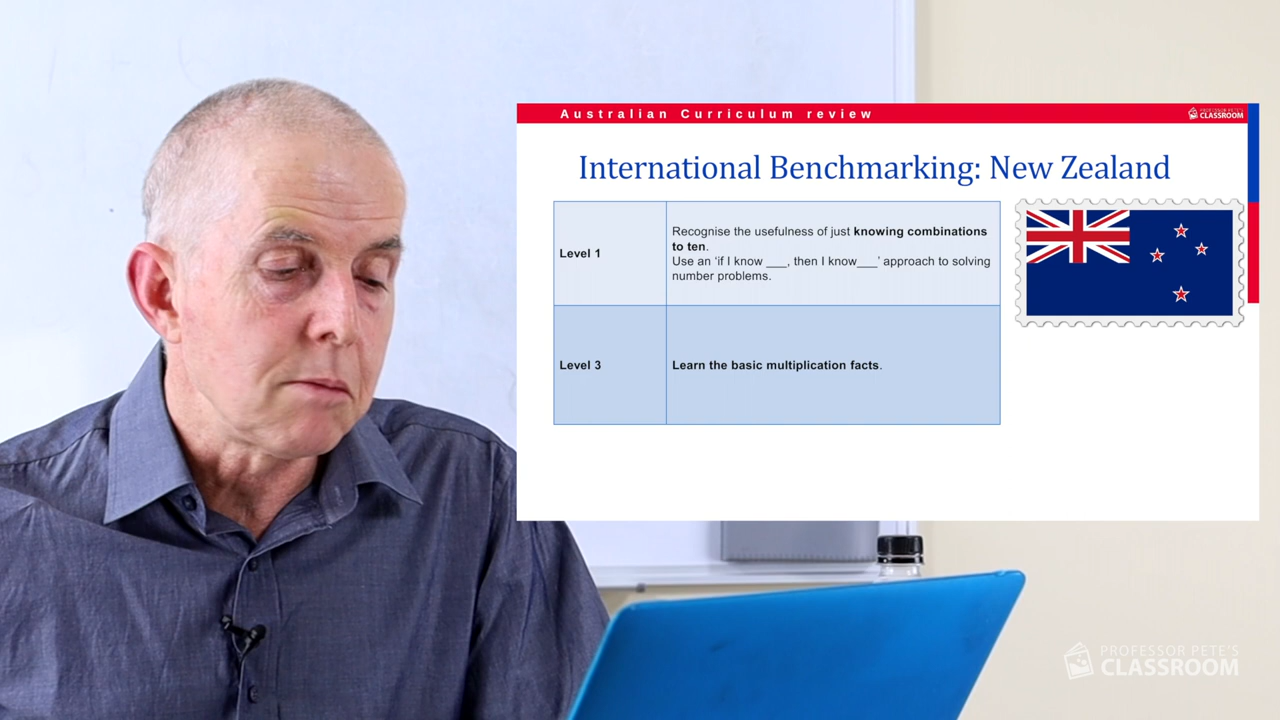 Australian Curriculum review
PROFESSOR PETE'S
CLASSROOM
International Benchmarking: New Zealand
Level 1
Recognise the usefulness of just knowing combinations
to ten.
Use an ‘if I know ___, then I know___’ approach to solving
number problems.
Level 3
Learn the basic multiplication facts.
PROFESSOR PETE'S
CLASSROOM